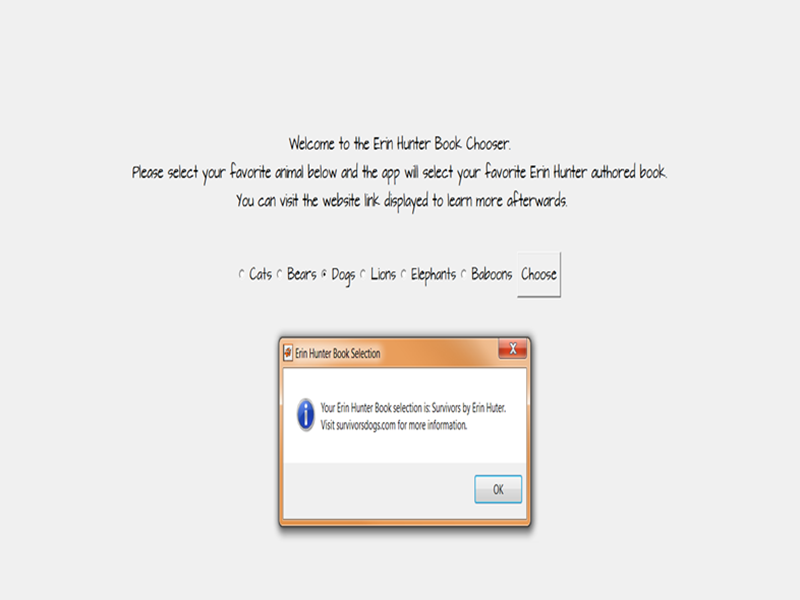 Welcome to the Erin Hunter Book Chooser.
Please select your favorite animal below and the app will select your favorite Erin Hunter authored book.
You can visit the website link displayed to learn more afterwards.
Cats Bears Dogs Lions Elephants Baboons Choose
Erin Hunter Book Selection X
Your Erin Hunter Book selection is: Survivors by Erin Huter.
Visit survivorsdogs.com for more information.
OK